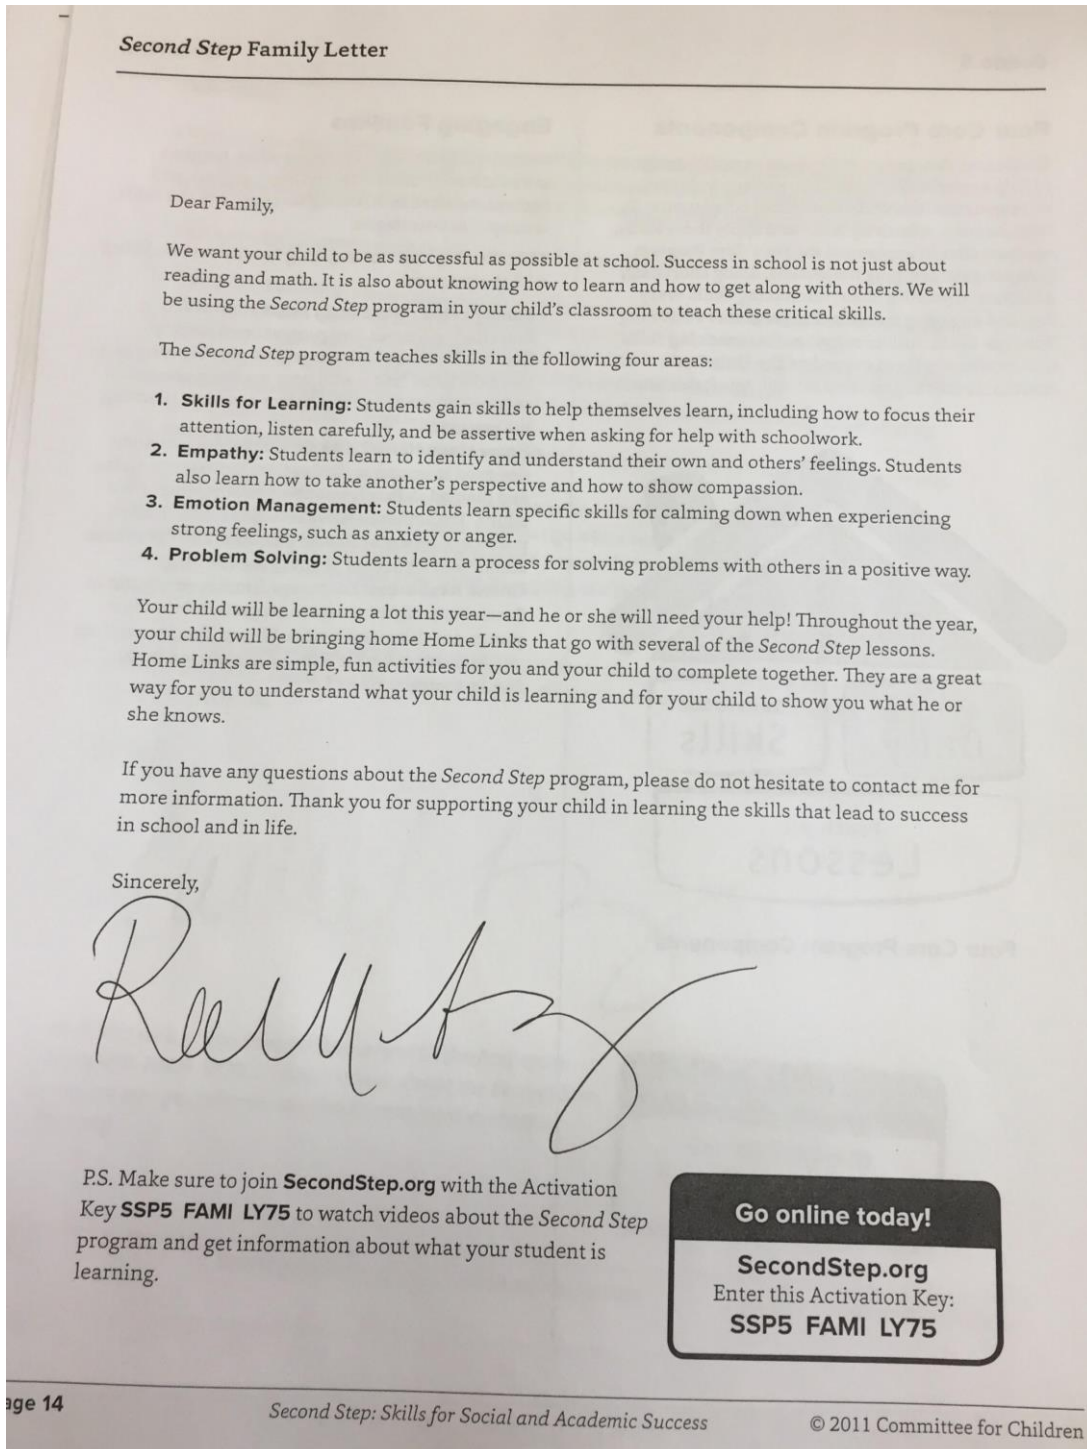 Second Step Family Letter
Dear Family,
We want your child to be as successful as possible at school. Success in school is not just about
reading and math. It is also about knowing how to learn and how to get along with others. We will
be using the Second Step program in your child's classroom to teach these critical skills.
The Second Step program teaches skills in the following four areas:
1. Skills for Learning: Students gain skills to help themselves learn, including how to focus their
attention, listen carefully, and be assertive when asking for help with schoolwork.
2. Empathy: Students learn to identify and understand their own and others' feelings. Students
also learn how to take another's perspective and how to show compassion.
3. Emotion Management: Students learn specific skills for calming down when experiencing
strong feelings, such as anxiety or anger.
4. Problem Solving: Students learn a process for solving problems with others in a positive way.
Your child will be learning a lot this year—and he or she will need your help! Throughout the year,
your child will be bringing home Home Links that go with several of the Second Step lessons.
Home Links are simple, fun activities for you and your child to complete together. They are a great
way for you to understand what your child is learning and for your child to show you what he or
she knows.
If you have any questions about the Second Step program, please do not hesitate to contact me for
more information. Thank you for supporting your child in learning the skills that lead to success
in school and in life.
Sincerely,
P.S. Make sure to join SecondStep.org with the Activation
Key SSP5 FAMI LY75 to watch videos about the Second Step
program and get information about what your student is
learning.
Go online today!
SecondStep.org
Enter this Activation Key:
SSP5 FAMI LY75
age 14
Second Step: Skills for Social and Academic Success
© 2011 Committee for Children